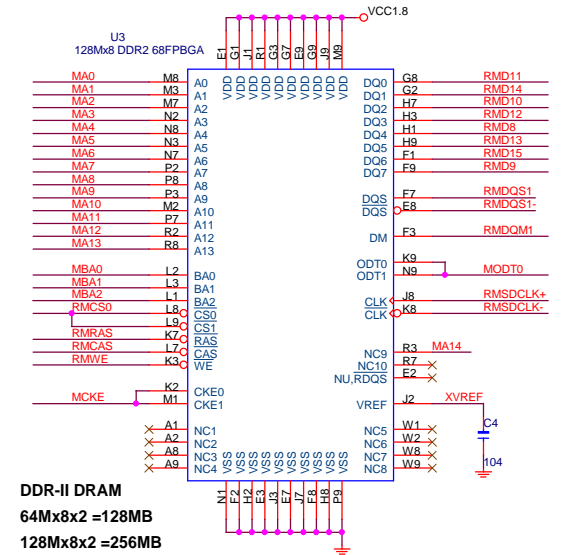 VCC1.8
U3
128Mx8 DDR2 68FPBGA
E1 G1 J1 R1 G3 G7 E9 G9 J9 M9
VDD VDD VDD VDD VDD VDD VDD VDD VDD VDD
MA0 M8 A0 DQ0 G8 RMD11
MA1 M3 A1 DQ1 G2 RMD14
MA2 M7 A2 DQ2 H7 RMD10
MA3 N2 A3 DQ3 H3 RMD12
MA4 N8 A4 DQ4 H1 RMD8
MA5 N3 A5 DQ5 H9 RMD13
MA6 N7 A6 DQ6 F1 RMD15
MA7 P2 A7 DQ7 F9 RMD9
MA8 P8 A8
MA9 P3 A9 DQS F7 RMDQS1
MA10 M2 A10 DQS E8 RMDQS1-
MA11 P7 A11
MA12 R2 A12 DM F3 RMDQM1
MA13 R8 A13
ODT0 K9
MBA0 L2 BA0 ODT1 N9 MODT0
MBA1 L3 BA1
MBA2 L1 BA2 CLK J8 RMSDCLK+
RMCS0 L8 CS0 CLK K8 RMSDCLK-
L9 CS1
RMRAS K7 RAS
RMCAS L7 CAS NC9 R3 MA14
RMWE K3 WE NC10 R7
NU,RDQS E2
K2 CKE0
MCKE M1 CKE1 VREF J2 XVREF
A1 NC1 NC5 W1 C4
A2 NC2 NC6 W2
A8 NC3 NC7 W8
A9 NC4 NC8 W9 104
VSS VSS VSS VSS VSS VSS VSS VSS VSS VSS
N1 F2 H2 E3 J3 E7 J7 F8 H8 P9
DDR-II DRAM
64Mx8x2 =128MB
128Mx8x2 =256MB